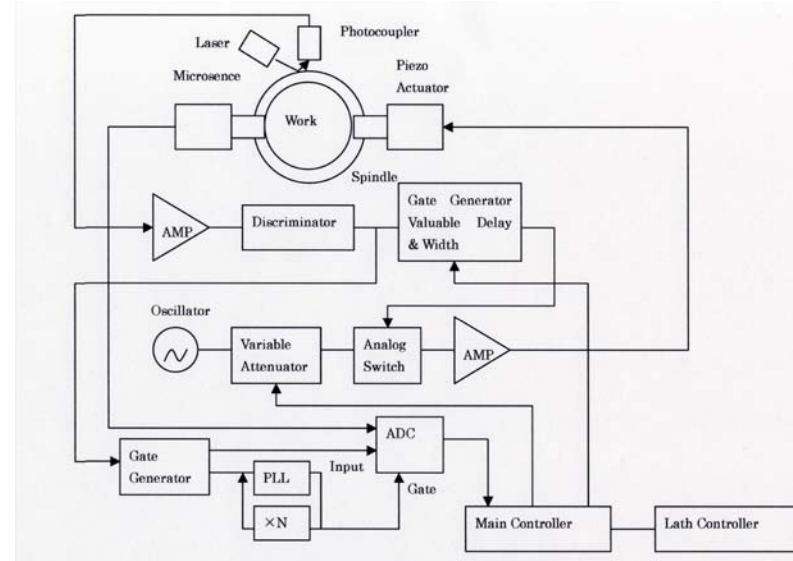 Photocoupler
Laser
Piezo
Actuator
Microsence
Work
Spindle
AMP
Discriminator
Gate Generator
Valuable Delay
& Width
Oscillator
Variable
Attenuator
Analog
Switch
AMP
ADC
Gate
Generator
Input
PLL
Gate
×N
Main Controller
Lath Controller